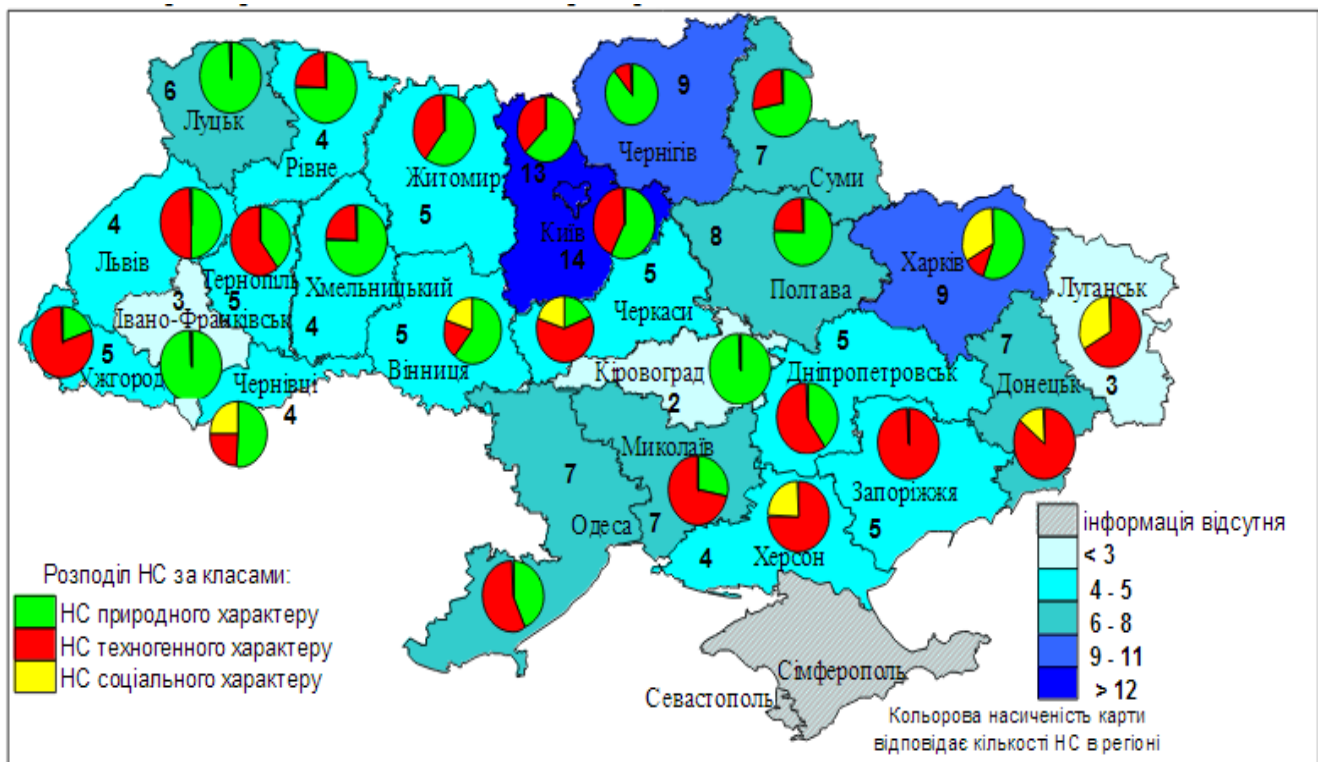 6
Луцьк
4
Рівне
Житомир
5
13
Київ
14
9
Чернігів
7
Суми
4
Львів
Тернопіль
5
Хмельницький
4
5
Черкаси
8
Полтава
Харків
9
Луганськ
3
3
Івано-Франківськ
5
Ужгород
Чернівці
4
5
Вінниця
Кіровоград
2
5
Дніпропетровськ
7
Донецьк
7
Одеса
Миколаїв
7
4
Херсон
Запоріжжя
5
Сімферополь
Севастополь
Розподіл НС за класами:
НС природного характеру
НС техногенного характеру
НС соціального характеру
інформація відсутня
< 3
4 - 5
6 - 8
9 - 11
> 12
Кольорова насиченість карти
відповідає кількості НС в регіоні